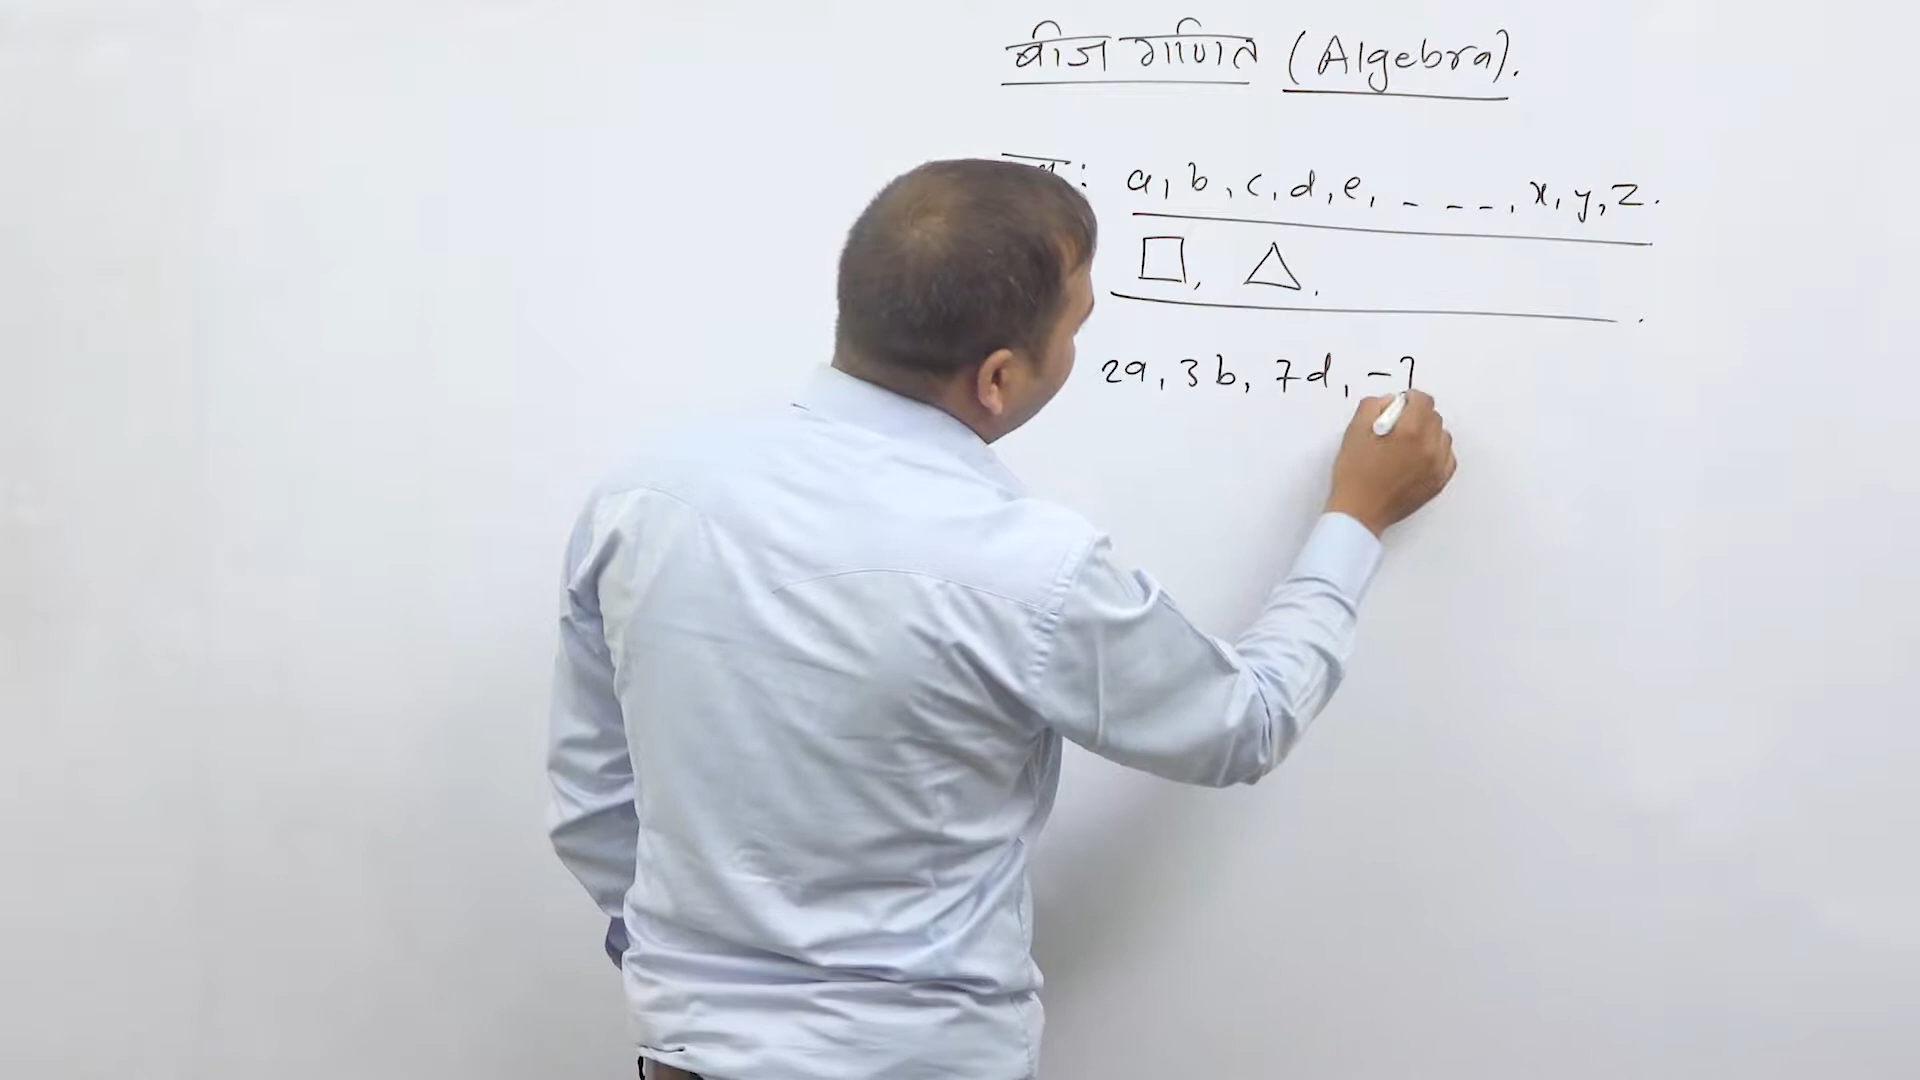 बीज गणित (Algebra).
: a, b, c, d, e, - - - -, x, y, z.
□, △.
2a, 3b, 7d, -7